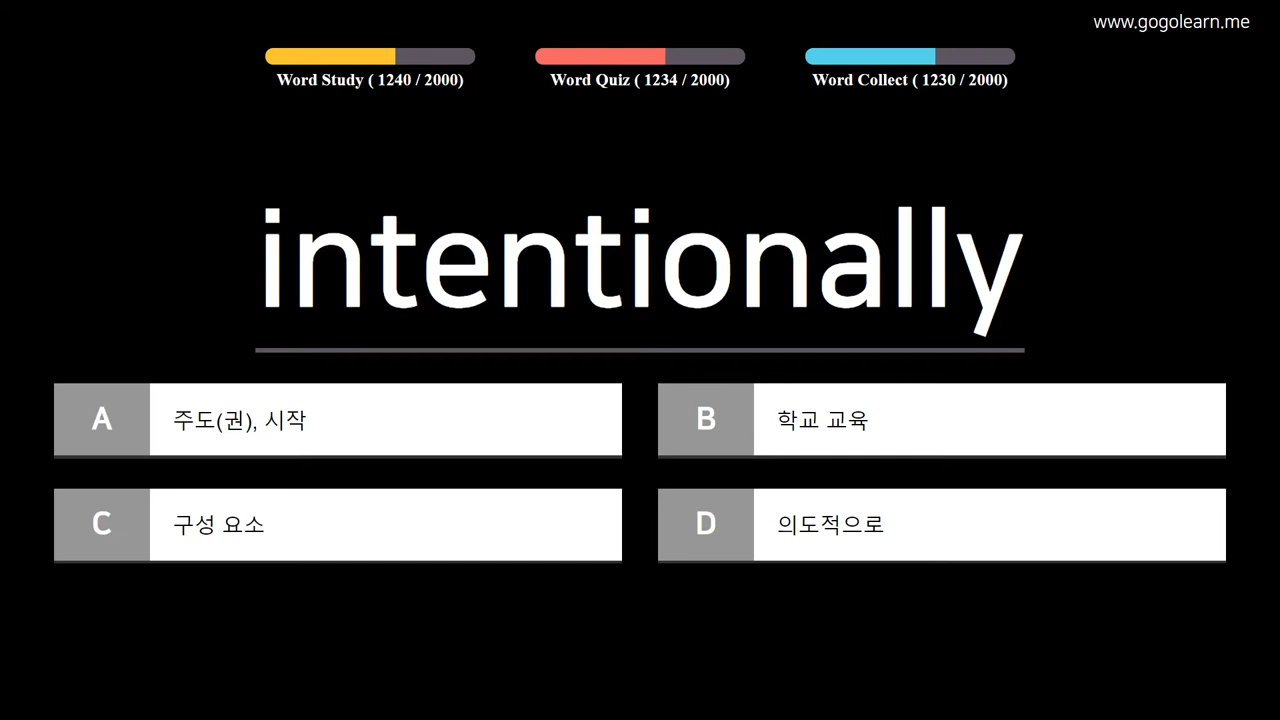 www.gogolearn.me
Word Study ( 1240 / 2000)
Word Quiz ( 1234 / 2000)
Word Collect ( 1230 / 2000)
intentionally
A 주도(권), 시작
B 학교 교육
C 구성 요소
D 의도적으로